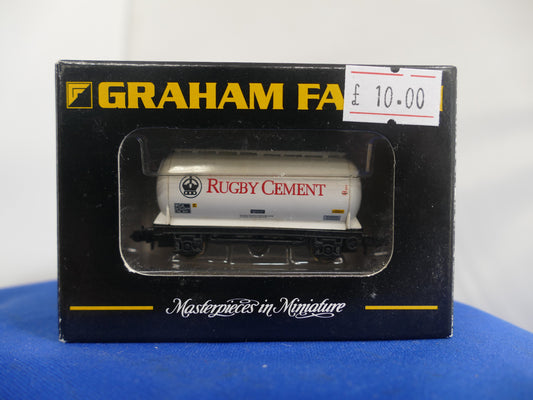 GRAHAM FA
£ 10.00
RUGBY CEMENT
Masterpieces in Miniature